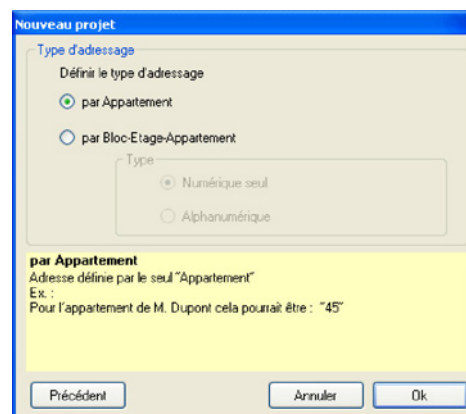 Nouveau projet
Type d'adressage
Définir le type d'adressage
par Appartement
par Bloc-Etage-Appartement
Type
Numérique seul
Alphanumérique
par Appartement
Adresse définie par le seul "Appartement"
Ex. :
Pour l'appartement de M. Dupont cela pourrait être : "45"
Précédent Annuler Ok